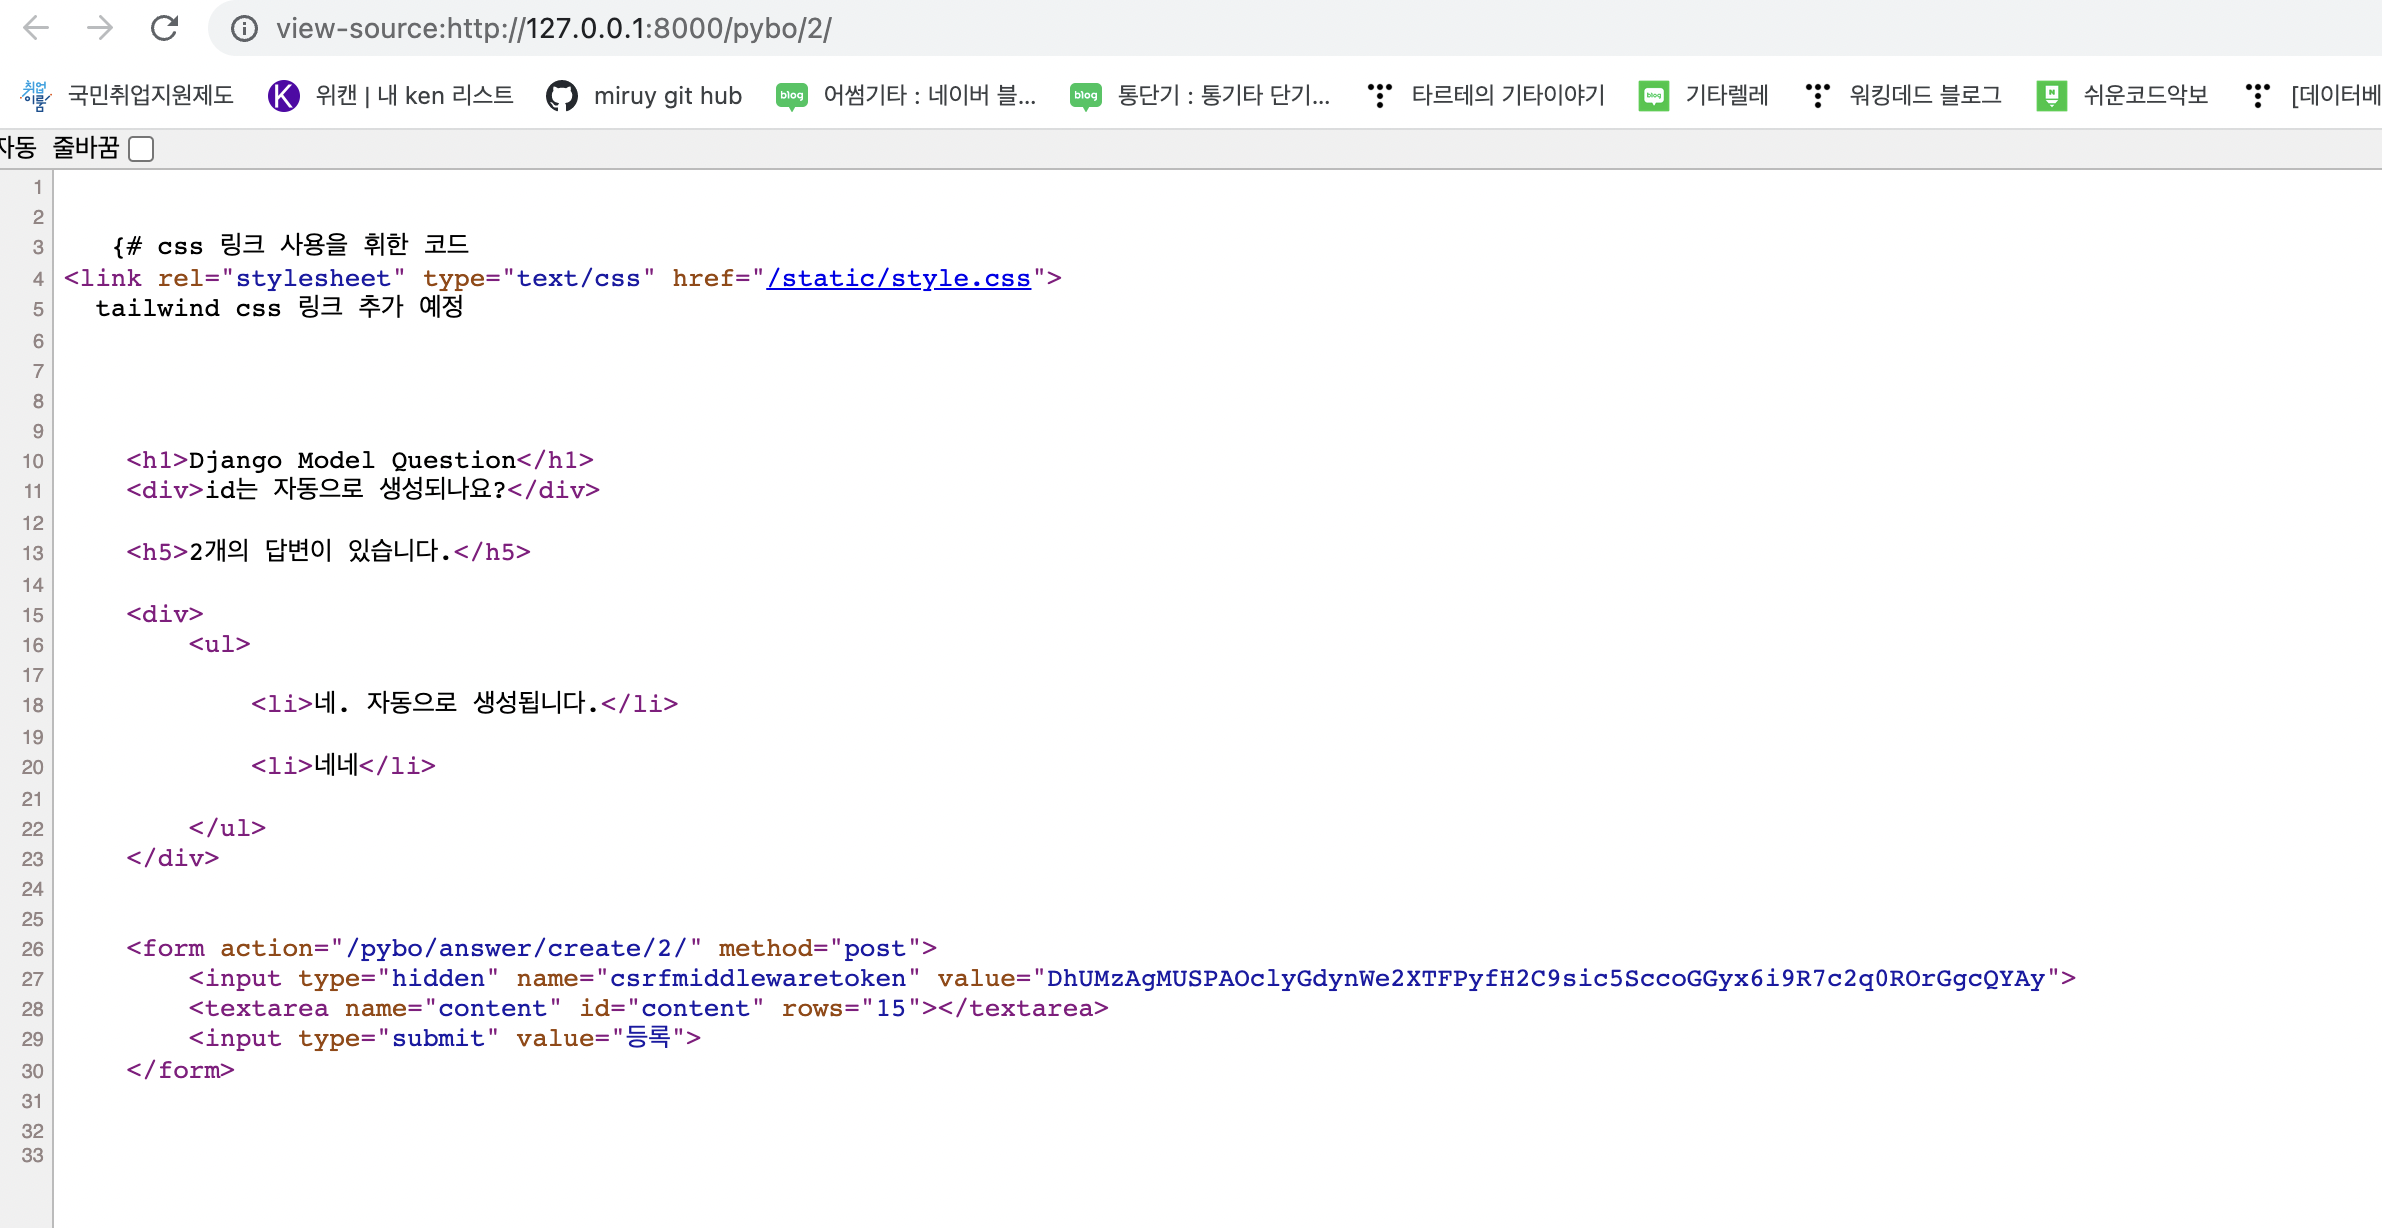 view-source:http://127.0.0.1:8000/pybo/2/
취업이룸 국민취업지원제도 K 위캔 | 내 ken 리스트 miruy git hub blog 어썸기타 : 네이버 블... blog 통단기 : 통기타 단기... 타르테의 기타이야기 blog 기타렐레 워킹데드 블로그 N 쉬운코드악보 [데이터베
자동 줄바꿈
1
2
3 {# css 링크 사용을 휘한 코드
4 <link rel="stylesheet" type="text/css" href="/static/style.css">
5 tailwind css 링크 추가 예정
6
7
8
9
10 <h1>Django Model Question</h1>
11 <div>id는 자동으로 생성되나요?</div>
12
13 <h5>2개의 답변이 있습니다.</h5>
14
15 <div>
16 <ul>
17
18 <li>네. 자동으로 생성됩니다.</li>
19
20 <li>네네</li>
21
22 </ul>
23 </div>
24
25
26 <form action="/pybo/answer/create/2/" method="post">
27 <input type="hidden" name="csrfmiddlewaretoken" value="DhUMzAgMUSPAOclyGdynWe2XTFPyfH2C9sic5SccoGGyx6i9R7c2q0ROrGgcQYAy">
28 <textarea name="content" id="content" rows="15"></textarea>
29 <input type="submit" value="등록">
30 </form>
31
32
33